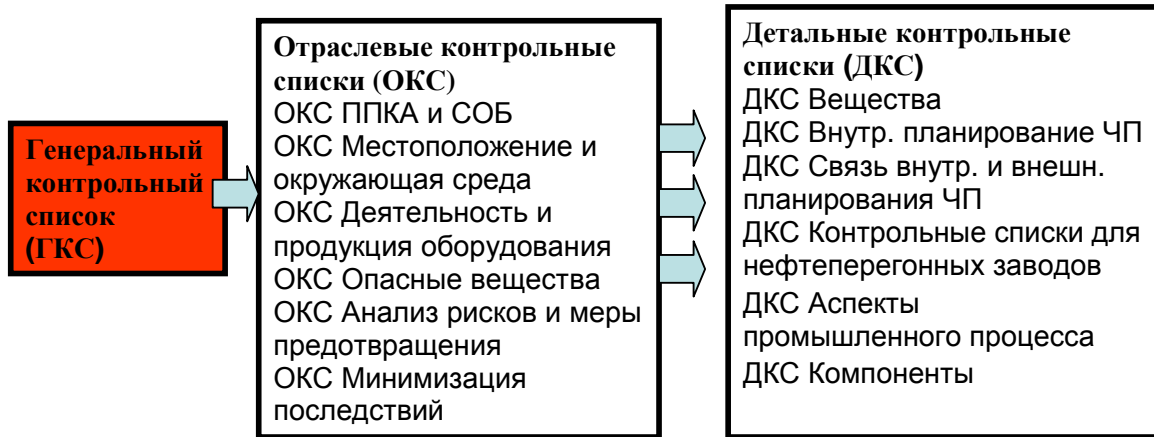 Генеральный
контрольный
список
(ГКС)
Отраслевые контрольные
списки (ОКС)
ОКС ППКА и СОБ
ОКС Местоположение и
окружающая среда
ОКС Деятельность и
продукция оборудования
ОКС Опасные вещества
ОКС Анализ рисков и меры
предотвращения
ОКС Минимизация
последствий
Детальные контрольные
списки (ДКС)
ДКС Вещества
ДКС Внутр. планирование ЧП
ДКС Связь внутр. и внешн.
планирования ЧП
ДКС Контрольные списки для
нефтеперегонных заводов
ДКС Аспекты
промышленного процесса
ДКС Компоненты